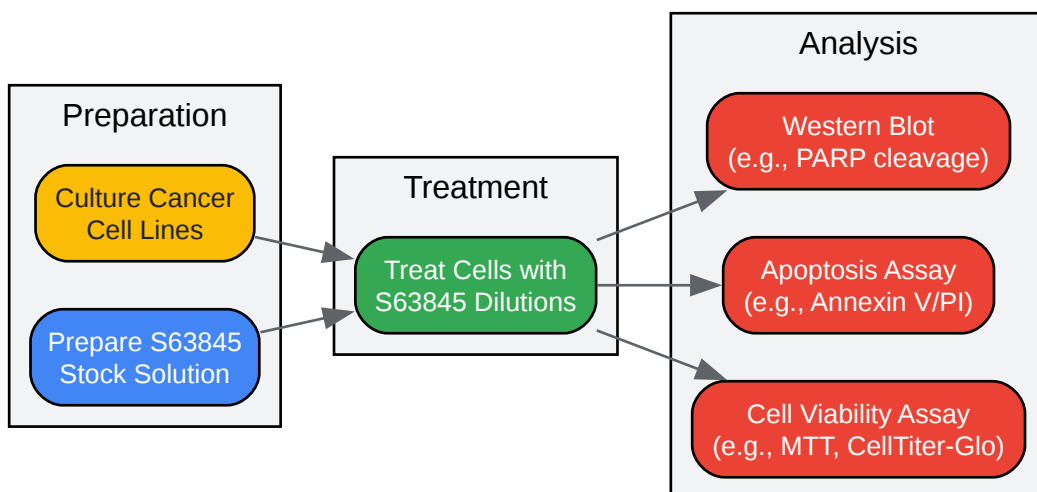 Preparation
Culture Cancer
Cell Lines
Prepare S63845
Stock Solution
Treatment
Treat Cells with
S63845 Dilutions
Analysis
Western Blot
(e.g., PARP cleavage)
Apoptosis Assay
(e.g., Annexin V/PI)
Cell Viability Assay
(e.g., MTT, CellTiter-Glo)